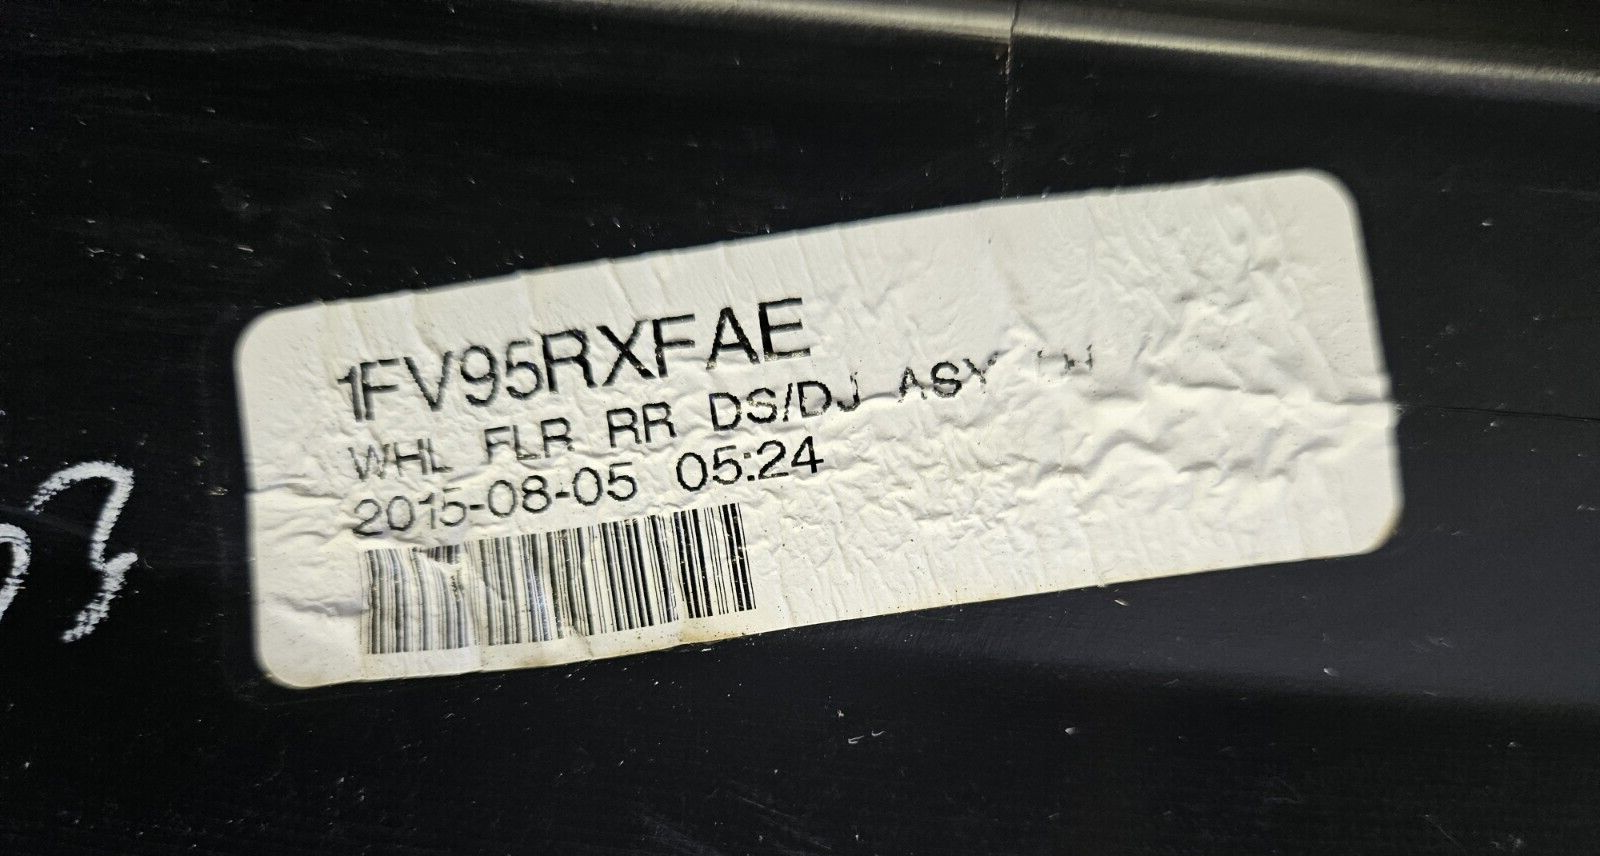 1FV95RXFAE
WHL FLR RR DS/DJ ASY
2015-08-05 05:24